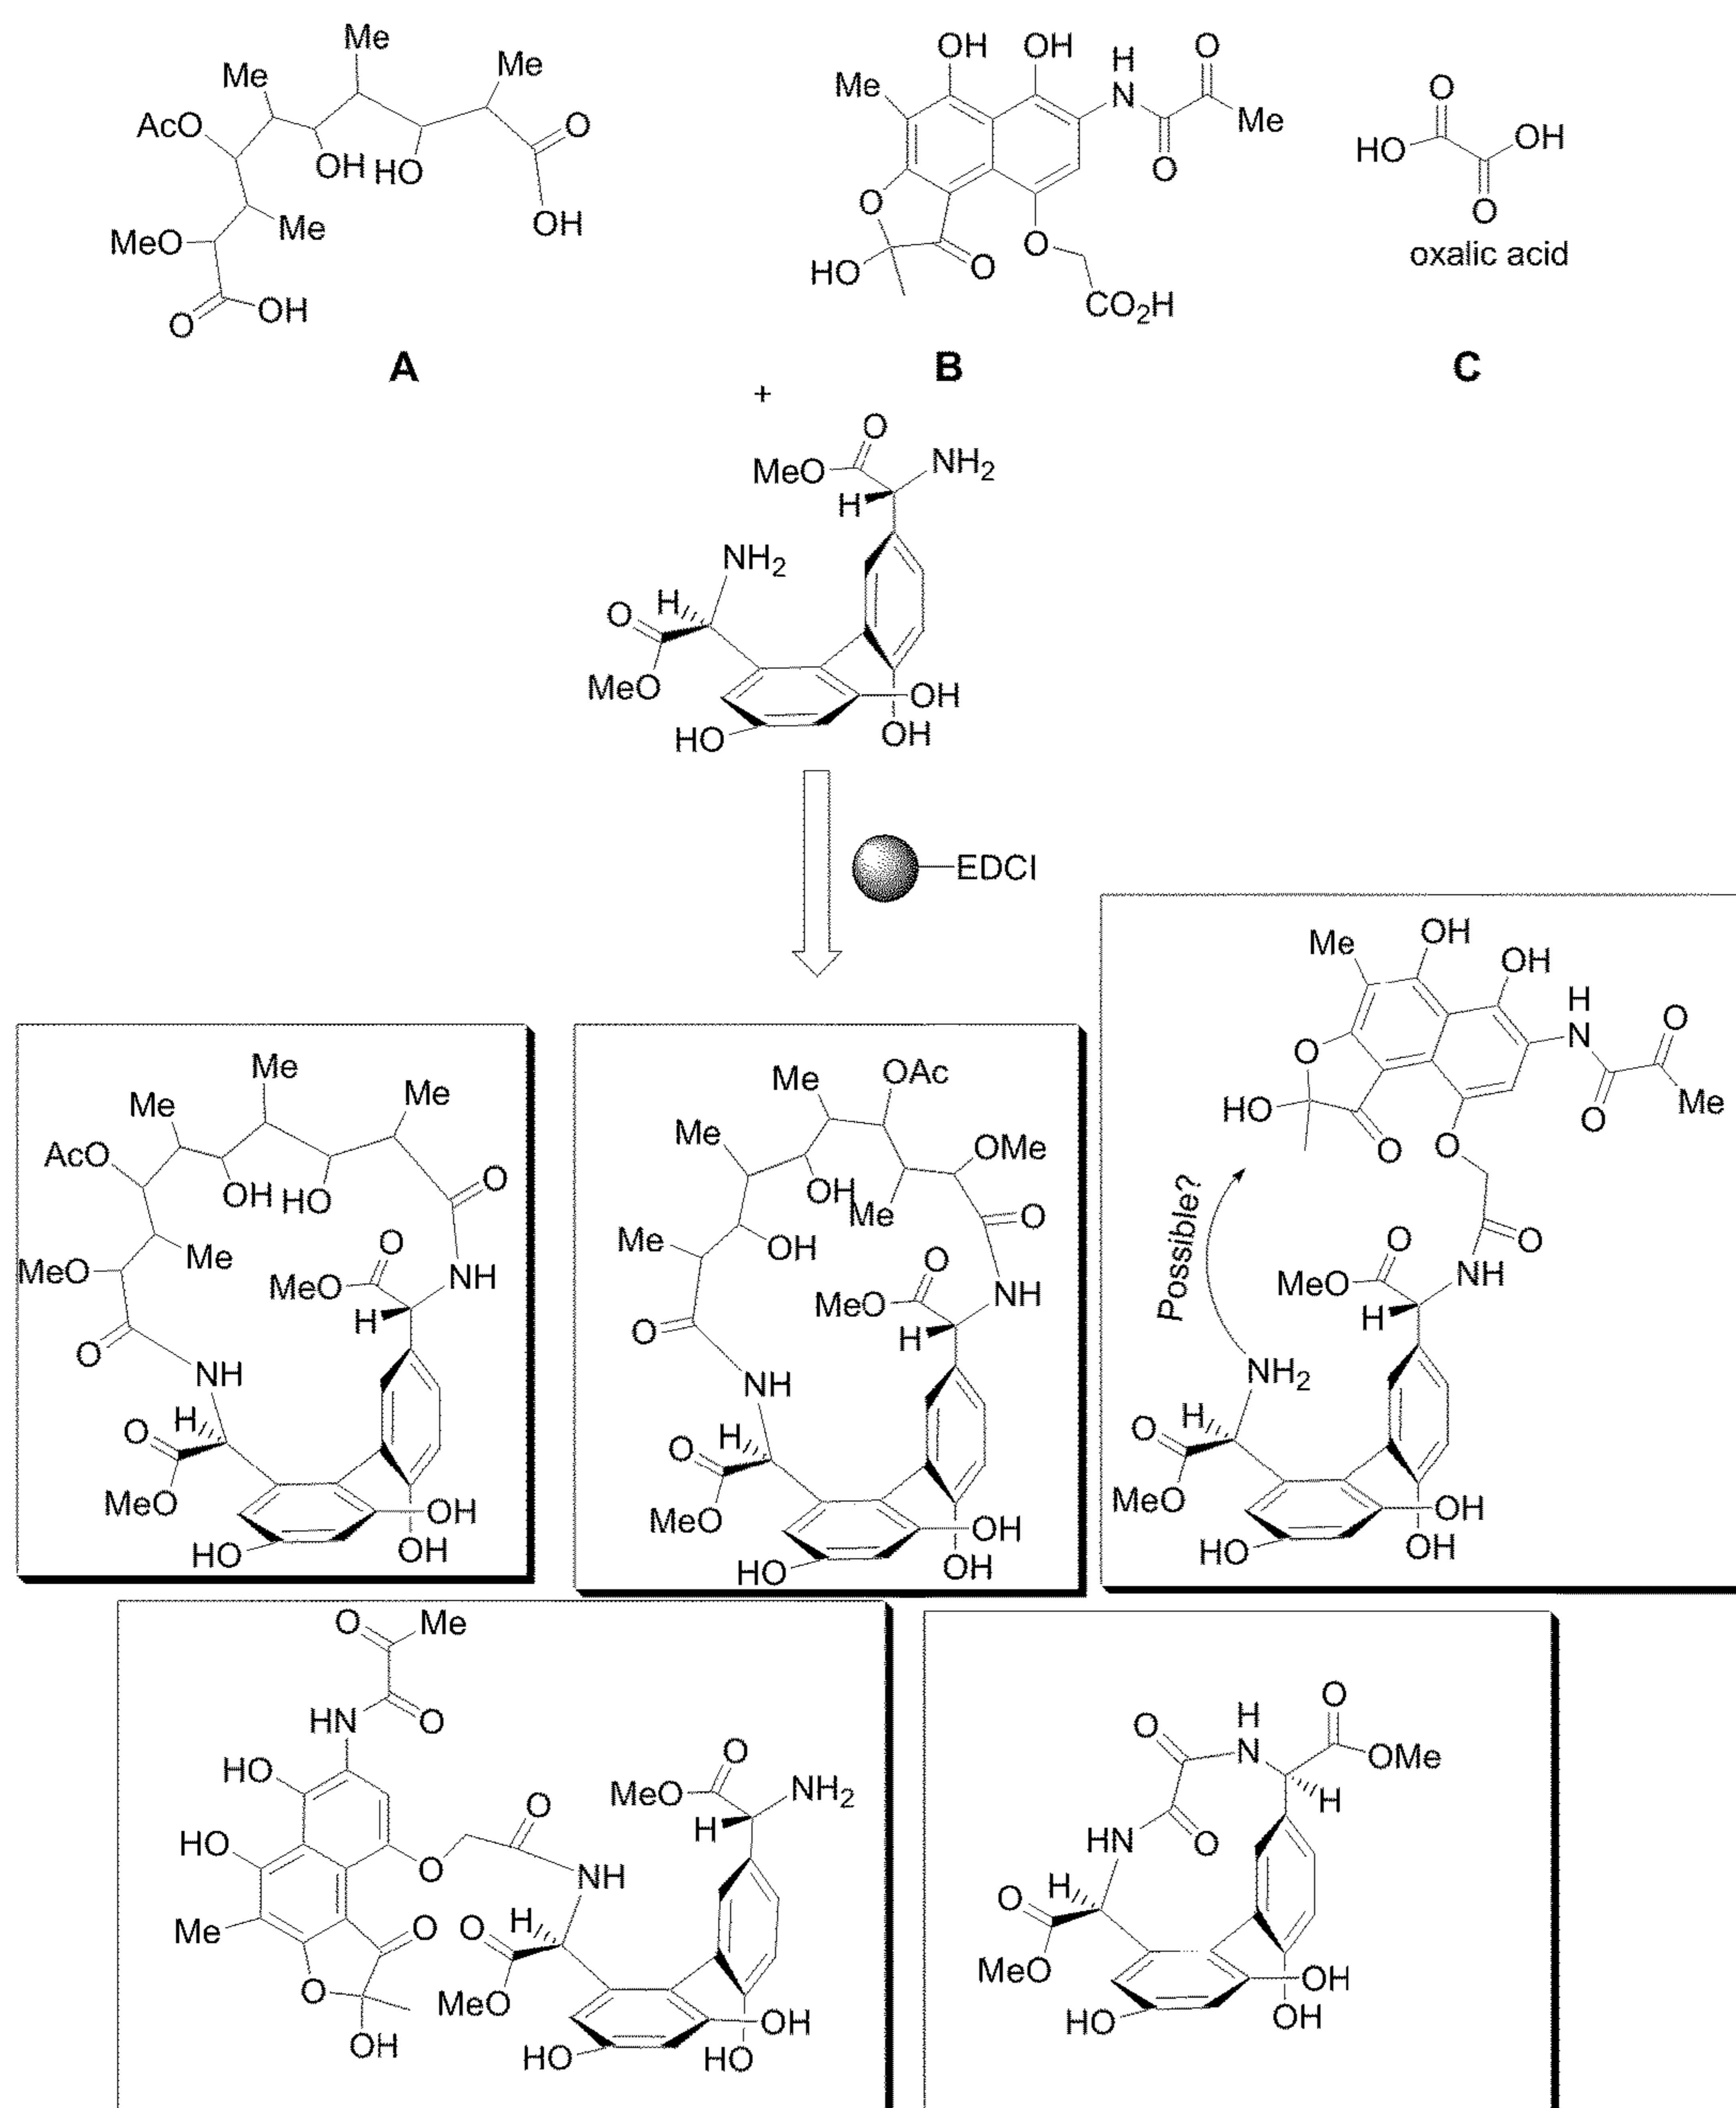 Me
Me Me
AcO O
OH HO
MeO Me OH
O OH
A
OH OH H O
Me N
Me
O O
HO O O
CO2H
B
O
HO OH
O
oxalic acid
C
+
O
MeO NH2
H
NH2
O H
MeO OH
HO OH
EDCI
Me
Me Me
AcO O
OH HO
MeO Me O NH
MeO
H
O
NH
H
O
MeO OH
HO OH
Me OAc
Me OMe
OH Me
Me OH O
O
O MeO NH
H
NH
H
O
MeO OH
HO OH
Me OH
OH
H O
O N
HO O O Me
O
O
Possible?
O NH
MeO
H
NH2
H
O
MeO OH
HO OH
O Me
HN O
HO
O
O MeO NH2
HO H
O NH
Me O O H
O MeO OH
OH HO HO
O H O
N OMe
H
HN O
O H
MeO OH
HO OH